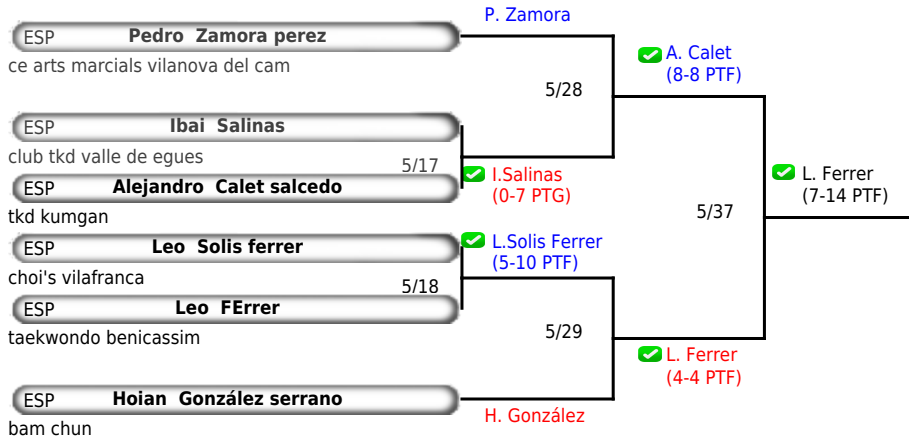 P. Zamora
ESP Pedro Zamora perez
ce arts marcials vilanova del cam
A. Calet
(8-8 PTF)
5/28
ESP Ibai Salinas
club tkd valle de egues
5/17
I.Salinas
(0-7 PTG)
ESP Alejandro Calet salcedo
tkd kumgan
L. Ferrer
(7-14 PTF)
5/37
ESP Leo Solis ferrer
choi's vilafranca
L.Solis Ferrer
(5-10 PTF)
5/18
ESP Leo FErrer
taekwondo benicassim
5/29
L. Ferrer
(4-4 PTF)
ESP Hoian González serrano
bam chun
H. González